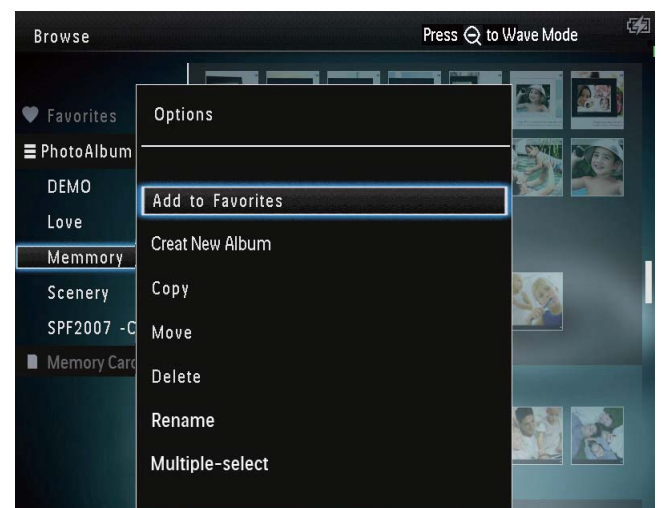 Browse
Press to Wave Mode
Favorites
PhotoAlbum
DEMO
Love
Memmory
Scenery
SPF2007 -C
Memory Card
Options
Add to Favorites
Creat New Album
Copy
Move
Delete
Rename
Multiple-select